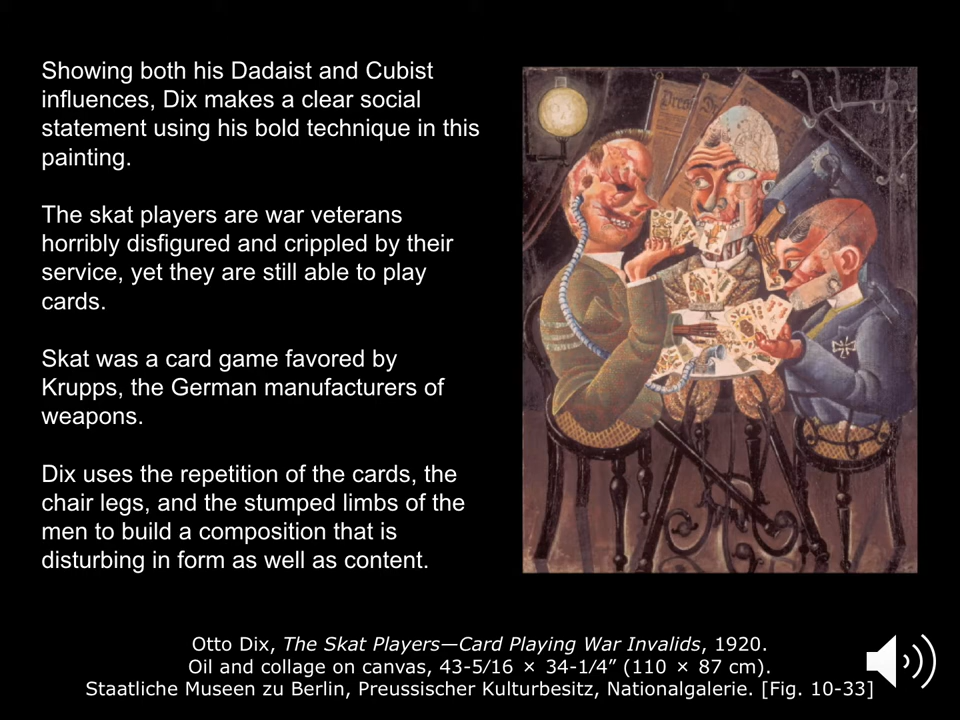 Showing both his Dadaist and Cubist
influences, Dix makes a clear social
statement using his bold technique in this
painting.
The skat players are war veterans
horribly disfigured and crippled by their
service, yet they are still able to play
cards.
Skat was a card game favored by
Krupps, the German manufacturers of
weapons.
Dix uses the repetition of the cards, the
chair legs, and the stumped limbs of the
men to build a composition that is
disturbing in form as well as content.
Otto Dix, The Skat Players—Card Playing War Invalids, 1920.
Oil and collage on canvas, 43-5/16 × 34-1/4” (110 × 87 cm).
Staatliche Museen zu Berlin, Preussischer Kulturbesitz, Nationalgalerie. [Fig. 10-33]